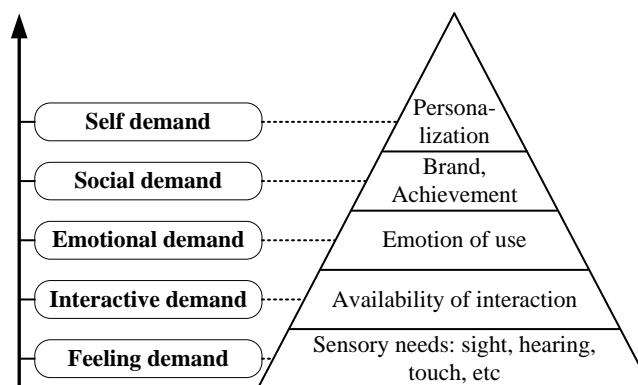 Self demand
Persona-
lization
Social demand
Brand,
Achievement
Emotional demand
Emotion of use
Interactive demand
Availability of interaction
Feeling demand
Sensory needs: sight, hearing,
touch, etc